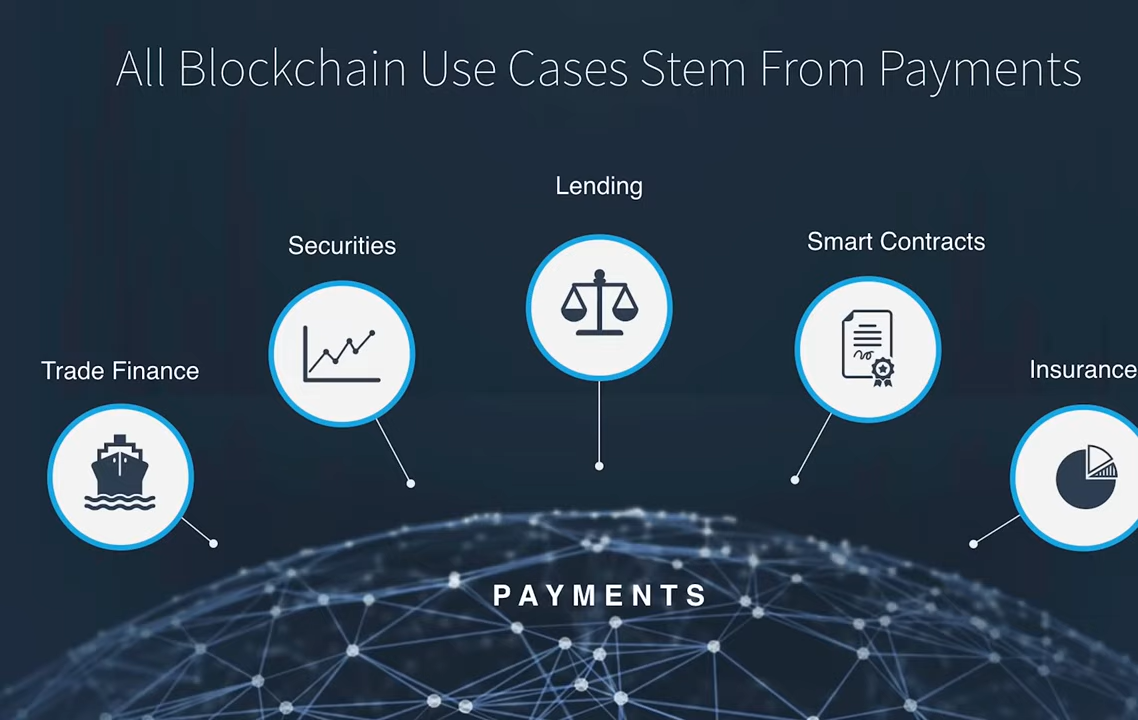 All Blockchain Use Cases Stem From Payments
Lending
Securities
Smart Contracts
Trade Finance
Insurance
PAYMENTS